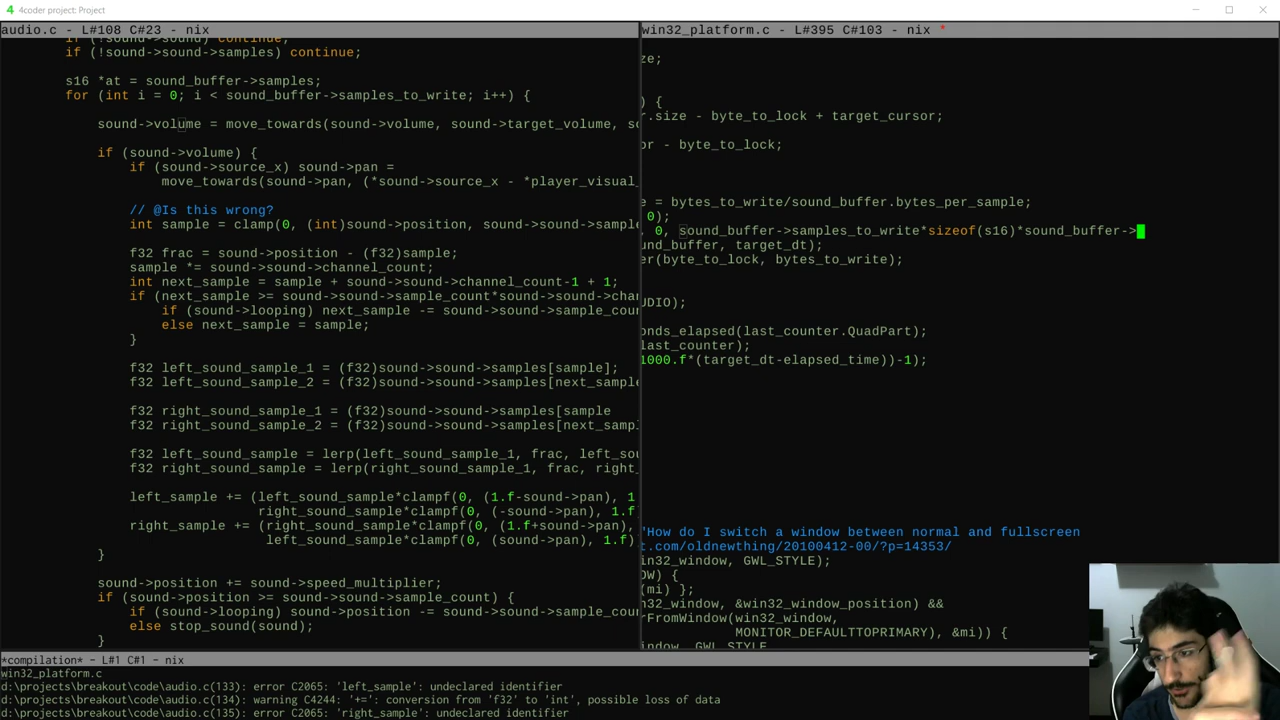 4coder project: Project
audio.c - L#108 C#23 - nix
if (!sound->sound) continue;
if (!sound->samples) continue;
s16 *at = sound_buffer->samples;
for (int i = 0; i < sound_buffer->samples_to_write; i++) {
sound->volume = move_towards(sound->volume, sound->target_volume, so
if (sound->volume) {
if (sound->source_x) sound->pan =
move_towards(sound->pan, (*sound->source_x - *player_visual_
// @Is this wrong?
int sample = clamp(0, (int)sound->position, sound->sound->sample
f32 frac = sound->position - (f32)sample;
sample *= sound->sound->channel_count;
int next_sample = sample + sound->sound->channel_count-1 + 1;
if (next_sample >= sound->sound->sample_count*sound->sound->chan
if (sound->looping) next_sample -= sound->sound->sample_coun
else next_sample = sample;
}
f32 left_sound_sample_1 = (f32)sound->sound->samples[sample];
f32 left_sound_sample_2 = (f32)sound->sound->samples[next_sample
f32 right_sound_sample_1 = (f32)sound->sound->samples[sample
f32 right_sound_sample_2 = (f32)sound->sound->samples[next_samp
f32 left_sound_sample = lerp(left_sound_sample_1, frac, left_sou
f32 right_sound_sample = lerp(right_sound_sample_1, frac, right_
left_sample += (left_sound_sample*clampf(0, (1.f-sound->pan), 1
right_sound_sample*clampf(0, (-sound->pan), 1.f
right_sample += (right_sound_sample*clampf(0, (1.f+sound->pan),
left_sound_sample*clampf(0, (sound->pan), 1.f)
}
sound->position += sound->speed_multiplier;
if (sound->position >= sound->sound->sample_count) {
if (sound->looping) sound->position -= sound->sound->sample_cou
else stop_sound(sound);
}
win32_platform.c - L#395 C#103 - nix *
ze;
) {
r.size - byte_to_lock + target_cursor;
or - byte_to_lock;
e = bytes_to_write/sound_buffer.bytes_per_sample;
0);
, 0, sound_buffer->samples_to_write*sizeof(s16)*sound_buffer->
und_buffer, target_dt);
er(byte_to_lock, bytes_to_write);
UDIO);
onds_elapsed(last_counter.QuadPart);
last_counter);
1000.f*(target_dt-elapsed_time))-1);
"How do I switch a window between normal and fullscreen
t.com/oldnewthing/20100412-00/?p=14353/
in32_window, GWL_STYLE);
OW) {
(mi) };
n32_window, &win32_window_position) &&
rFromWindow(win32_window,
MONITOR_DEFAULTTOPRIMARY), &mi)) {
indow, GWL_STYLE,
*compilation* - L#1 C#1 - nix
win32_platform.c
d:\projects\breakout\code\audio.c(133): error C2065: 'left_sample': undeclared identifier
d:\projects\breakout\code\audio.c(134): warning C4244: '+=': conversion from 'f32' to 'int', possible loss of data
d:\projects\breakout\code\audio.c(135): error C2065: 'right_sample': undeclared identifier